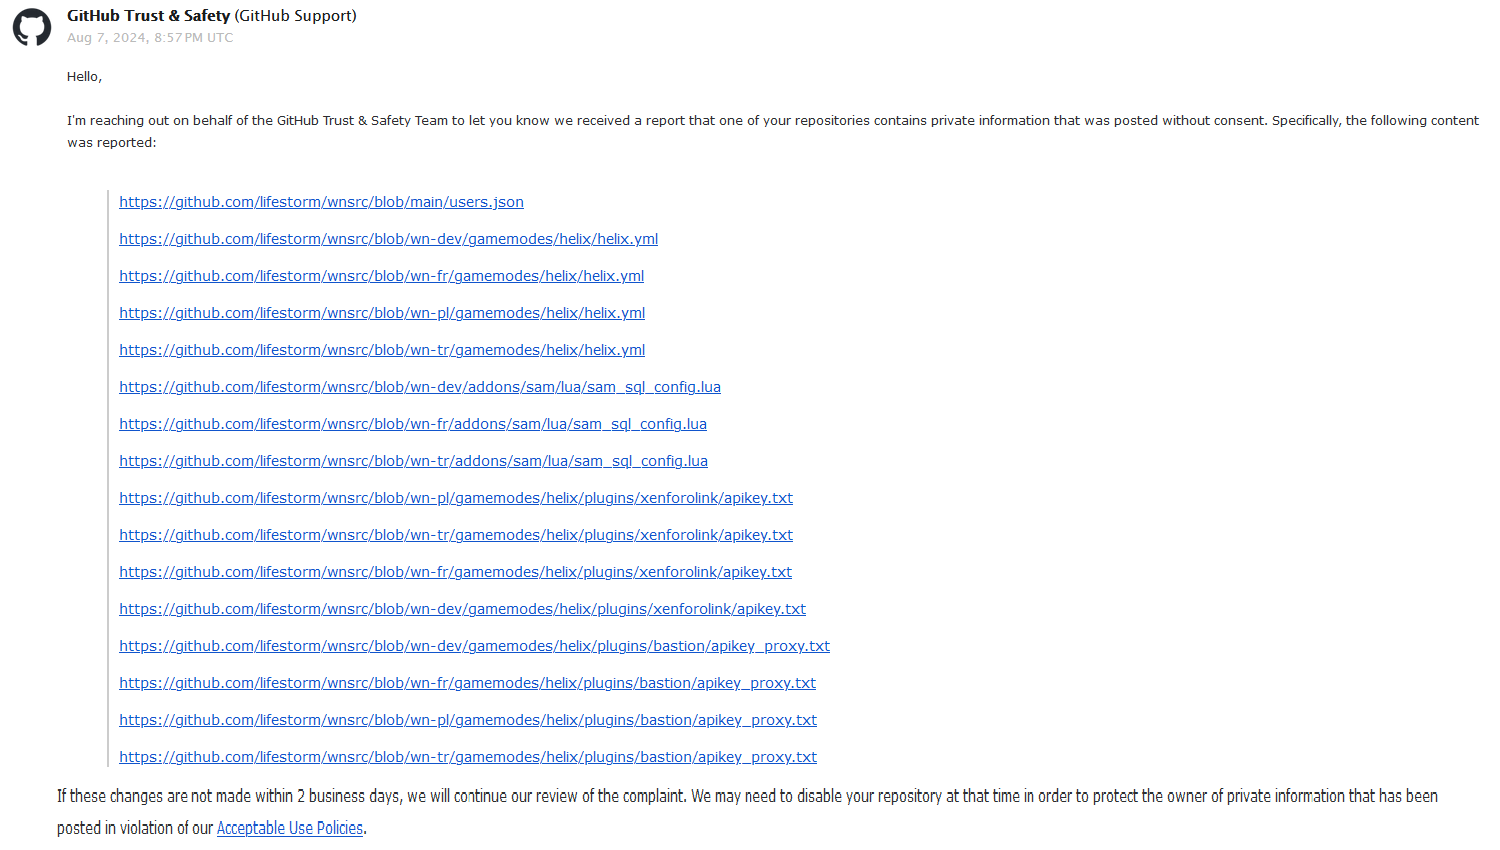 GitHub Trust & Safety (GitHub Support)
Aug 7, 2024, 8:57 PM UTC
Hello,
I'm reaching out on behalf of the GitHub Trust & Safety Team to let you know we received a report that one of your repositories contains private information that was posted without consent. Specifically, the following content
was reported:
https://github.com/lifestorm/wnsrc/blob/main/users.json
https://github.com/lifestorm/wnsrc/blob/wn-dev/gamemodes/helix/helix.yml
https://github.com/lifestorm/wnsrc/blob/wn-fr/gamemodes/helix/helix.yml
https://github.com/lifestorm/wnsrc/blob/wn-pl/gamemodes/helix/helix.yml
https://github.com/lifestorm/wnsrc/blob/wn-tr/gamemodes/helix/helix.yml
https://github.com/lifestorm/wnsrc/blob/wn-dev/addons/sam/lua/sam_sql_config.lua
https://github.com/lifestorm/wnsrc/blob/wn-fr/addons/sam/lua/sam_sql_config.lua
https://github.com/lifestorm/wnsrc/blob/wn-tr/addons/sam/lua/sam_sql_config.lua
https://github.com/lifestorm/wnsrc/blob/wn-pl/gamemodes/helix/plugins/xenforolink/apikey.txt
https://github.com/lifestorm/wnsrc/blob/wn-tr/gamemodes/helix/plugins/xenforolink/apikey.txt
https://github.com/lifestorm/wnsrc/blob/wn-fr/gamemodes/helix/plugins/xenforolink/apikey.txt
https://github.com/lifestorm/wnsrc/blob/wn-dev/gamemodes/helix/plugins/xenforolink/apikey.txt
https://github.com/lifestorm/wnsrc/blob/wn-dev/gamemodes/helix/plugins/bastion/apikey_proxy.txt
https://github.com/lifestorm/wnsrc/blob/wn-fr/gamemodes/helix/plugins/bastion/apikey_proxy.txt
https://github.com/lifestorm/wnsrc/blob/wn-pl/gamemodes/helix/plugins/bastion/apikey_proxy.txt
https://github.com/lifestorm/wnsrc/blob/wn-tr/gamemodes/helix/plugins/bastion/apikey_proxy.txt
If these changes are not made within 2 business days, we will continue our review of the complaint. We may need to disable your repository at that time in order to protect the owner of private information that has been
posted in violation of our Acceptable Use Policies.